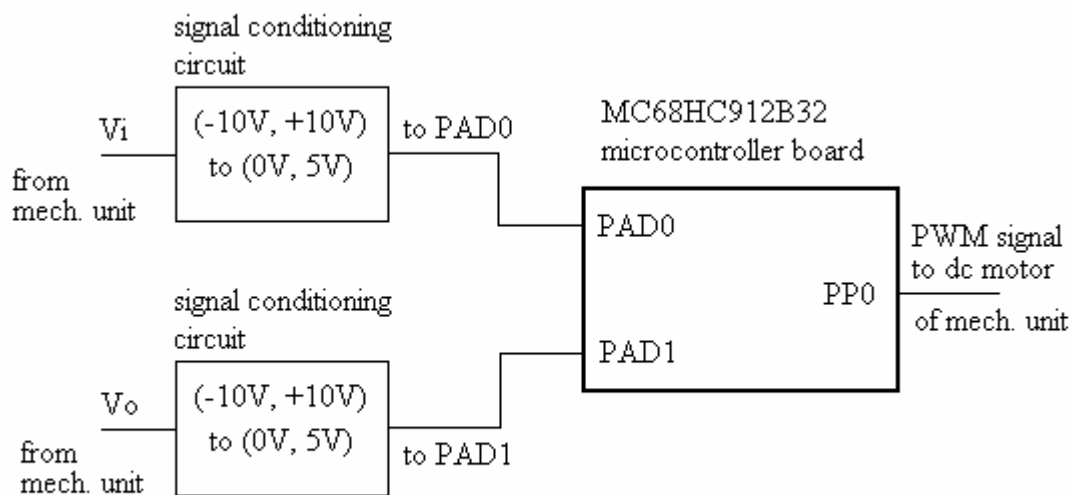 signal conditioning
circuit
Vi
(-10V, +10V)
to (0V, 5V)
to PAD0
from
mech. unit
MC68HC912B32
microcontroller board
PAD0
PP0
PAD1
PWM signal
to dc motor
of mech. unit
signal conditioning
circuit
Vo
(-10V, +10V)
to (0V, 5V)
to PAD1
from
mech. unit